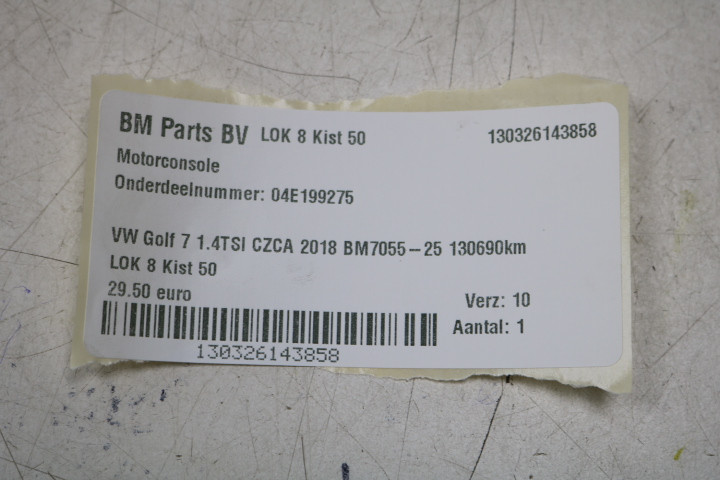 BM Parts BV LOK 8 Kist 50 130326143858
Motorconsole
Onderdeelnummer: 04E199275
VW Golf 7 1.4TSI CZCA 2018 BM7055-25 130690km
LOK 8 Kist 50
29.50 euro Verz: 10
Aantal: 1
130326143858